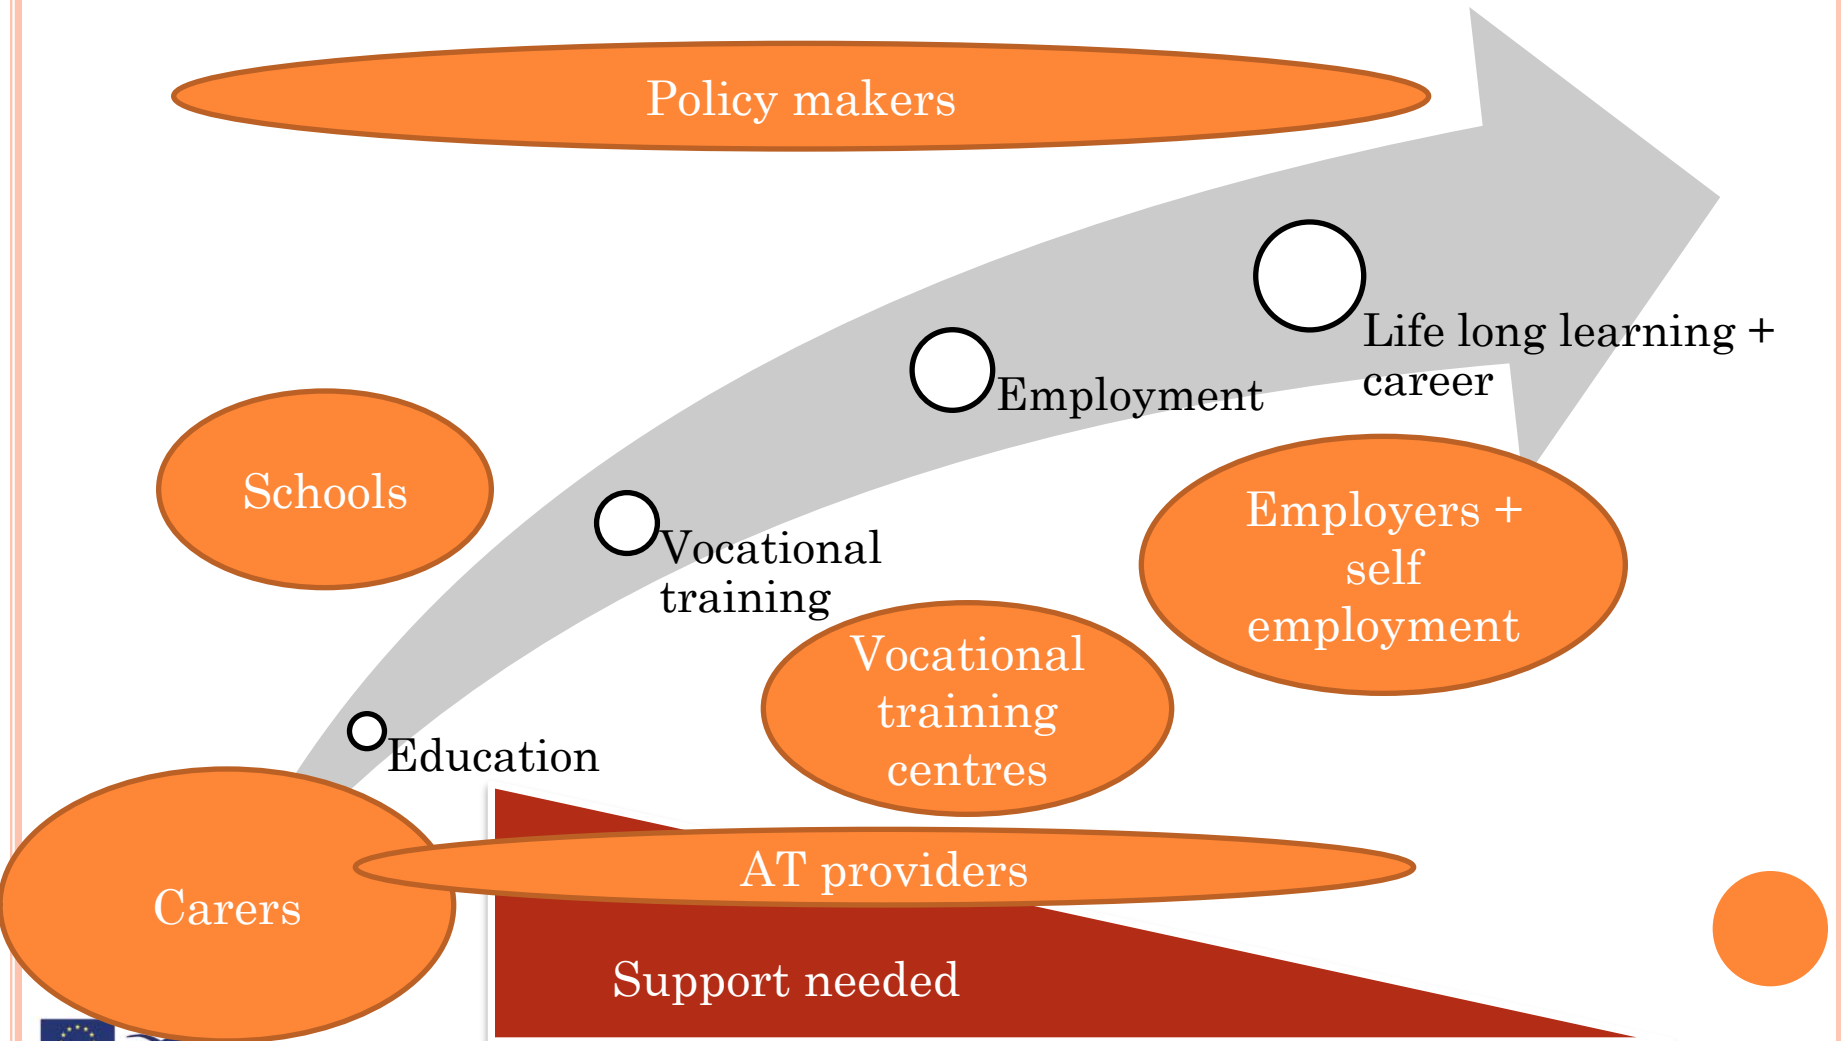 Policy makers
Life long learning +
career
Employment
Schools
Employers +
self
employment
Vocational
training
Vocational
training
centres
Education
AT providers
Carers
Support needed